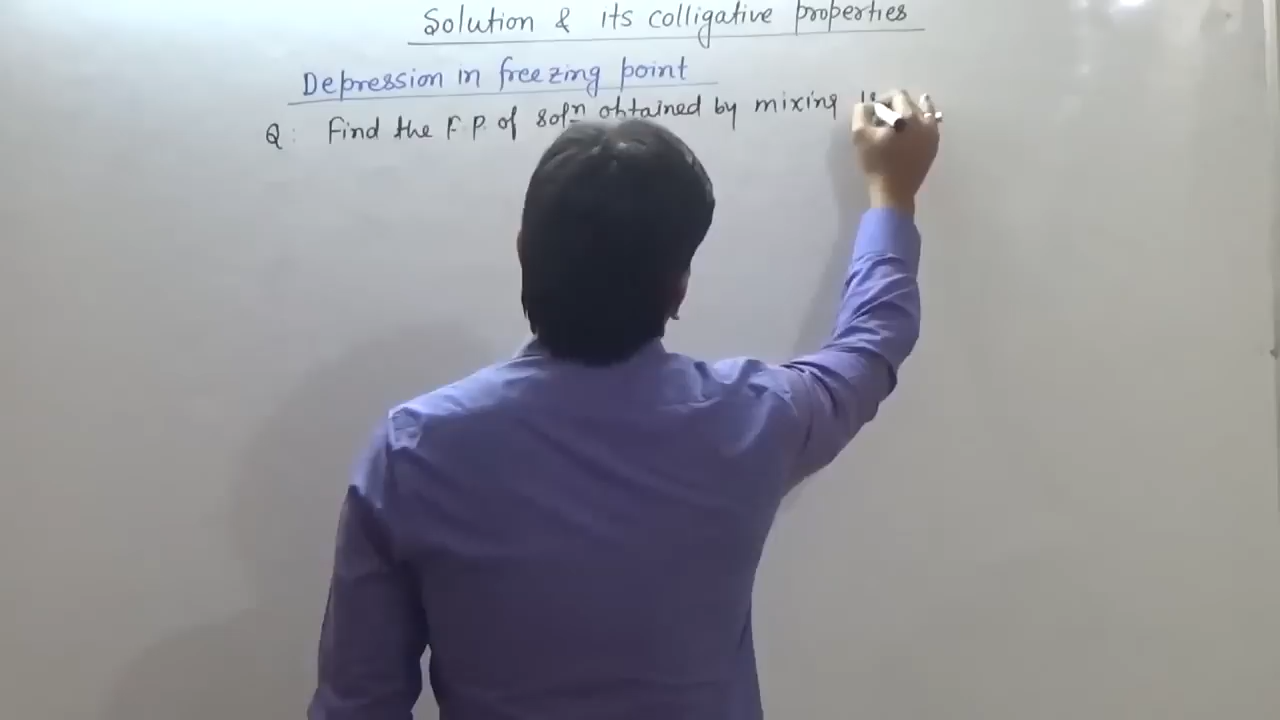 Solution & its colligative properties
Depression in freezing point
Q: Find the F.P. of solⁿ obtained by mixing